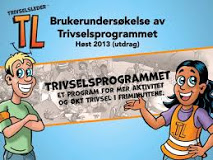 TRIVSELSLEDER
TL
Brukerundersøkelse av
Trivselsprogrammet
Høst 2013 (utdrag)
TRIVSELSPROGRAMMET
ET PROGRAM FOR MER AKTIVITET
OG ØKT TRIVSEL I FRIMINUTTENE.
TL